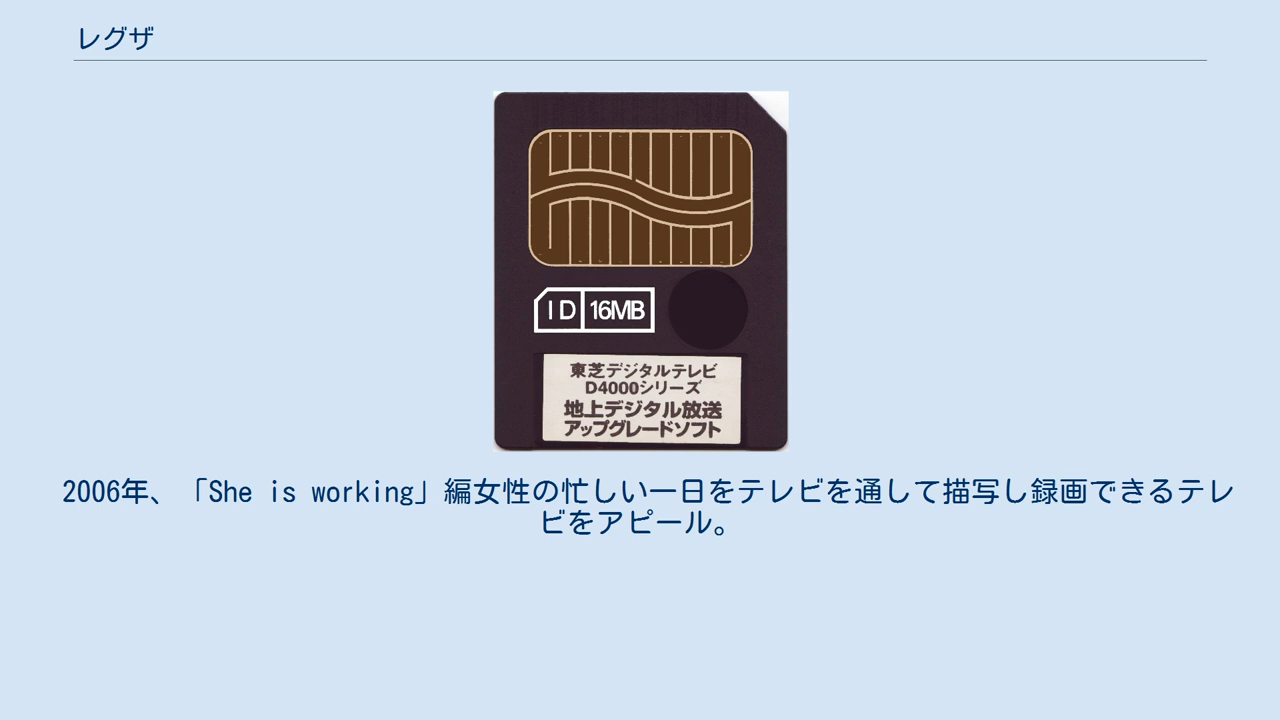 レグザ
ID 16MB
東芝デジタルテレビ
D4000シリーズ
地上デジタル放送
アップグレードソフト
2006年、「She is working」編女性の忙しい一日をテレビを通して描写し録画できるテレ
ビをアピール。